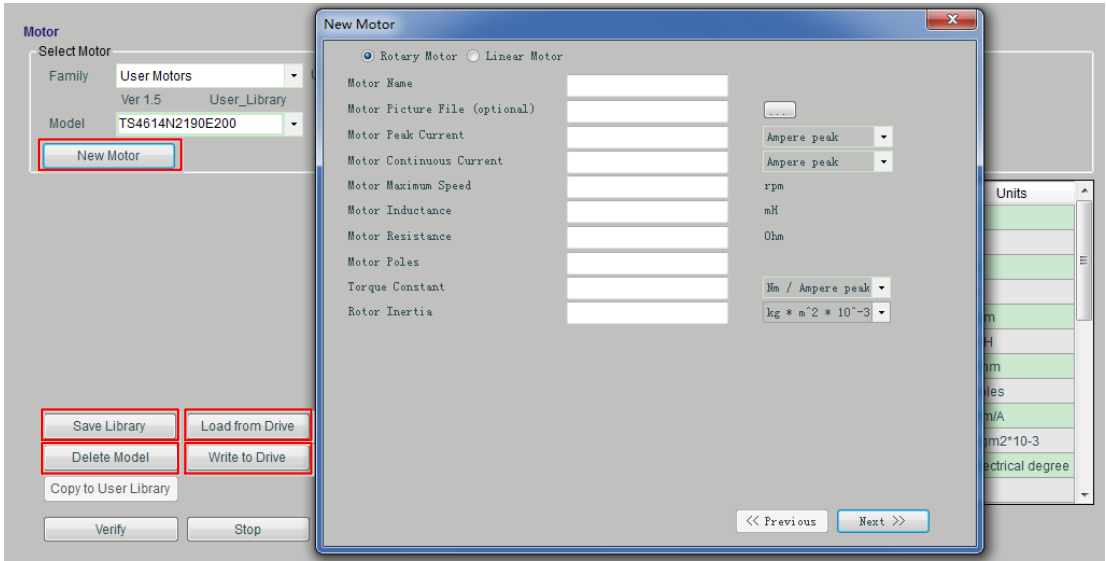 Motor
Select Motor
Family User Motors
Ver 1.5 User_Library
Model TS4614N2190E200
New Motor
Save Library Load from Drive
Delete Model Write to Drive
Copy to User Library
Verify Stop
New Motor
Rotary Motor Linear Motor
Motor Name
Motor Picture File (optional) ...
Motor Peak Current Ampere peak
Motor Continuous Current Ampere peak
Motor Maximum Speed rpm
Motor Inductance mH
Motor Resistance Ohm
Motor Poles
Torque Constant Nm / Ampere peak
Rotor Inertia kg * m^2 * 10^-3
<< Previous Next >>
Units
m
H
hm
oles
m/A
gm2*10-3
ectrical degree